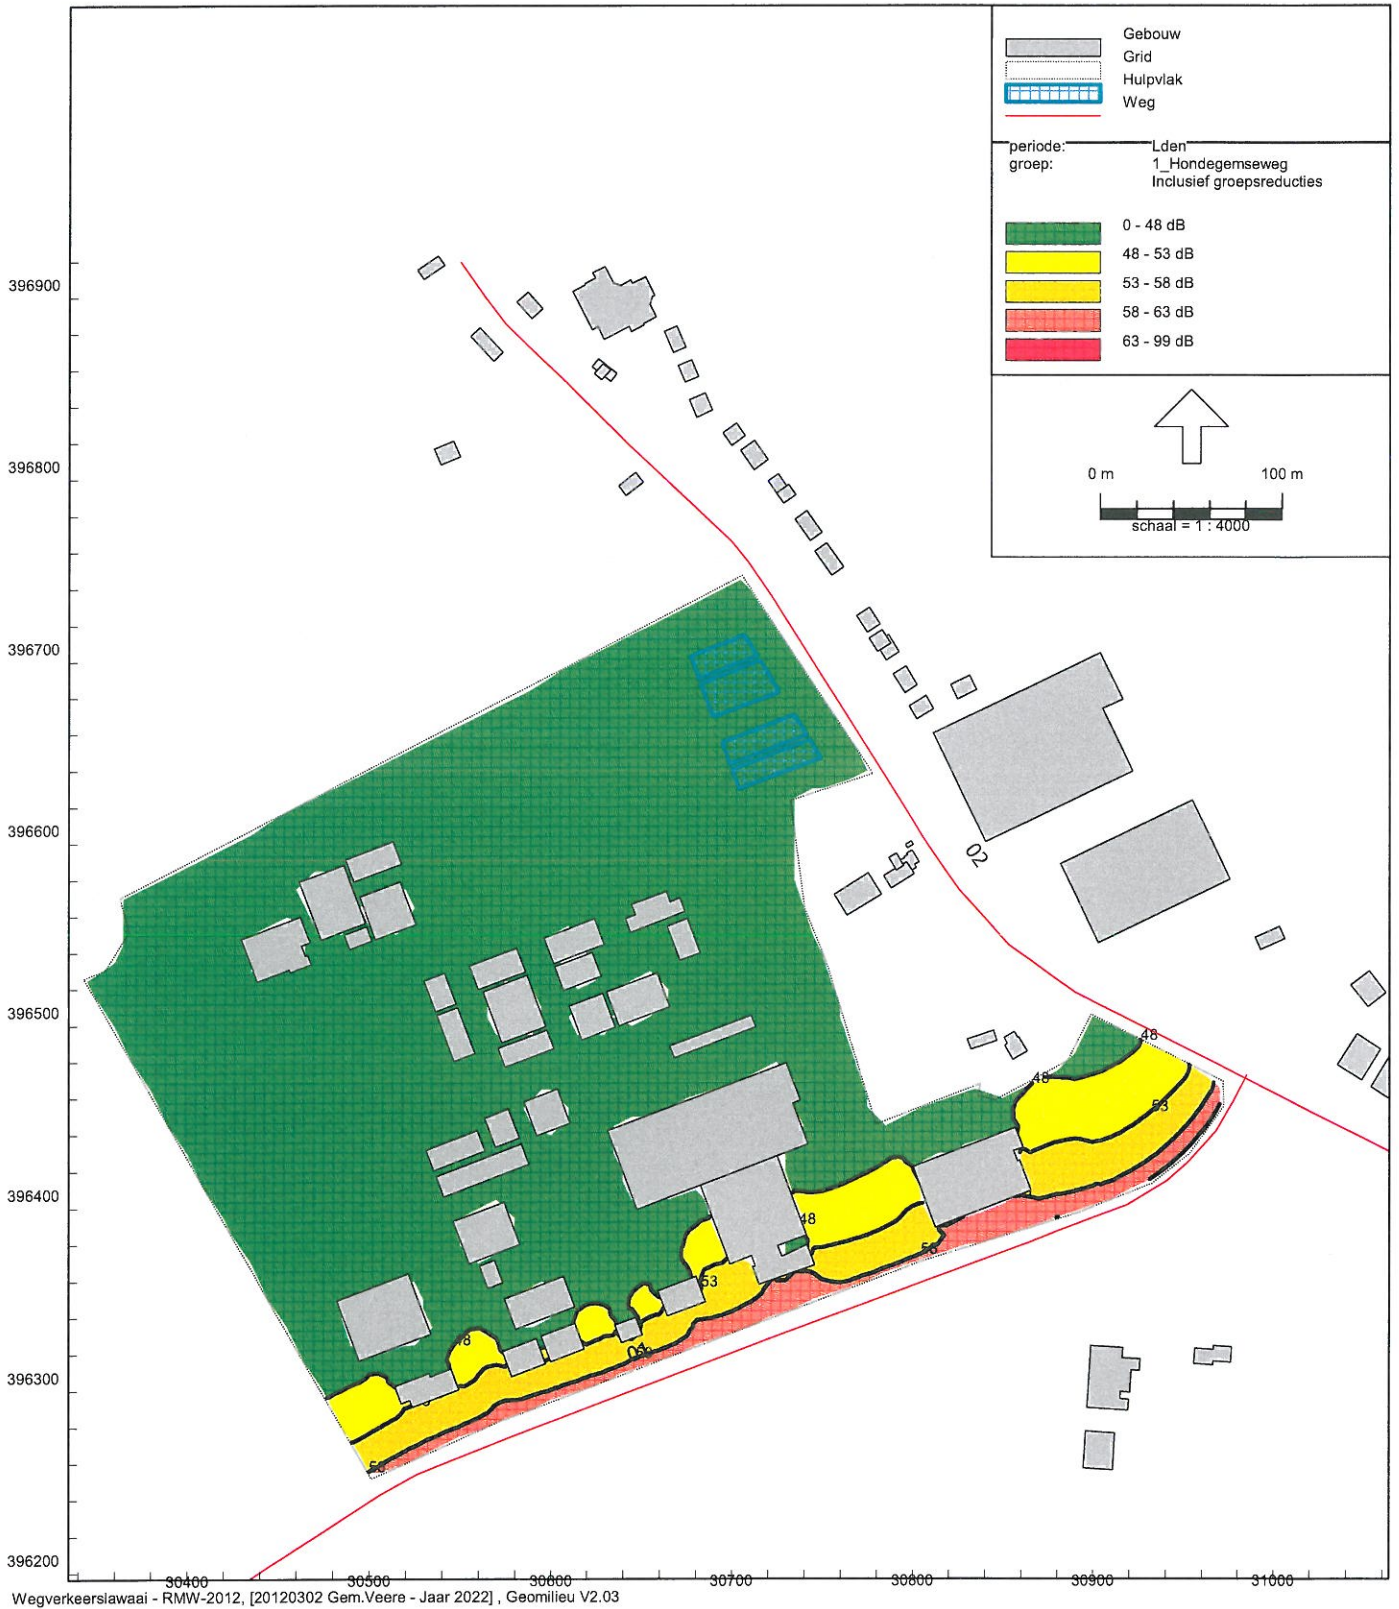 Gebouw
Grid
Hulpvlak
Weg
periode: Lden
groep: 1_Hondegemseweg
Inclusief groepsreducties
0 - 48 dB
48 - 53 dB
53 - 58 dB
58 - 63 dB
63 - 99 dB
0 m 100 m
schaal = 1 : 4000
396900
396800
396700
396600
02
396500
48
48
53
396400
48
53
48
396300
58
396200
30400 30500 30600 30700 30800 30900 31000
Wegverkeerslawaai - RMW-2012, [20120302 Gem.Veere - Jaar 2022] , Geomilieu V2.03